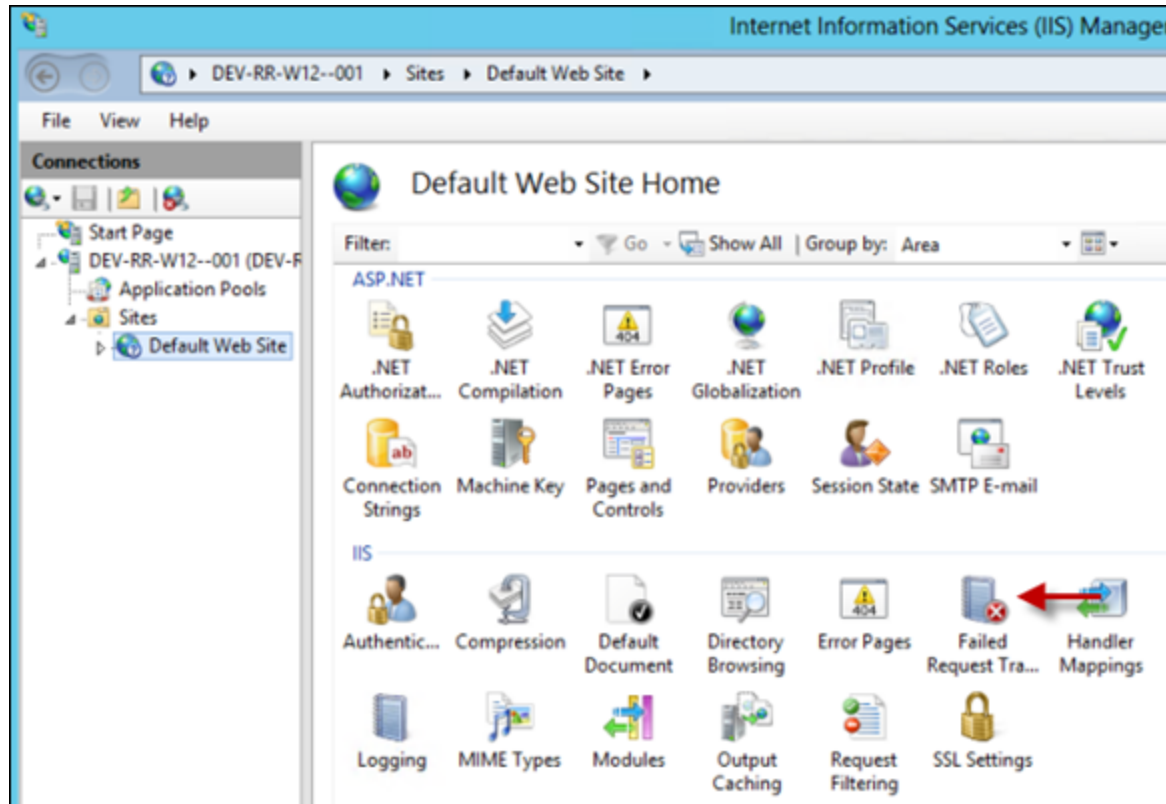 Internet Information Services (IIS) Manager
DEV-RR-W12--001 Sites Default Web Site
File View Help
Connections
Start Page
DEV-RR-W12--001 (DEV-R
Application Pools
Sites
Default Web Site
Default Web Site Home
Filter: Go Show All Group by: Area
ASP.NET
.NET Authorizat...
.NET Compilation
.NET Error Pages
404
.NET Globalization
.NET Profile
.NET Roles
.NET Trust Levels
Connection Strings
ab
Machine Key
Pages and Controls
Providers
Session State
SMTP E-mail
IIS
Authentic...
Compression
Default Document
Directory Browsing
Error Pages
404
Failed Request Tra...
Handler Mappings
Logging
MIME Types
Modules
Output Caching
Request Filtering
SSL Settings